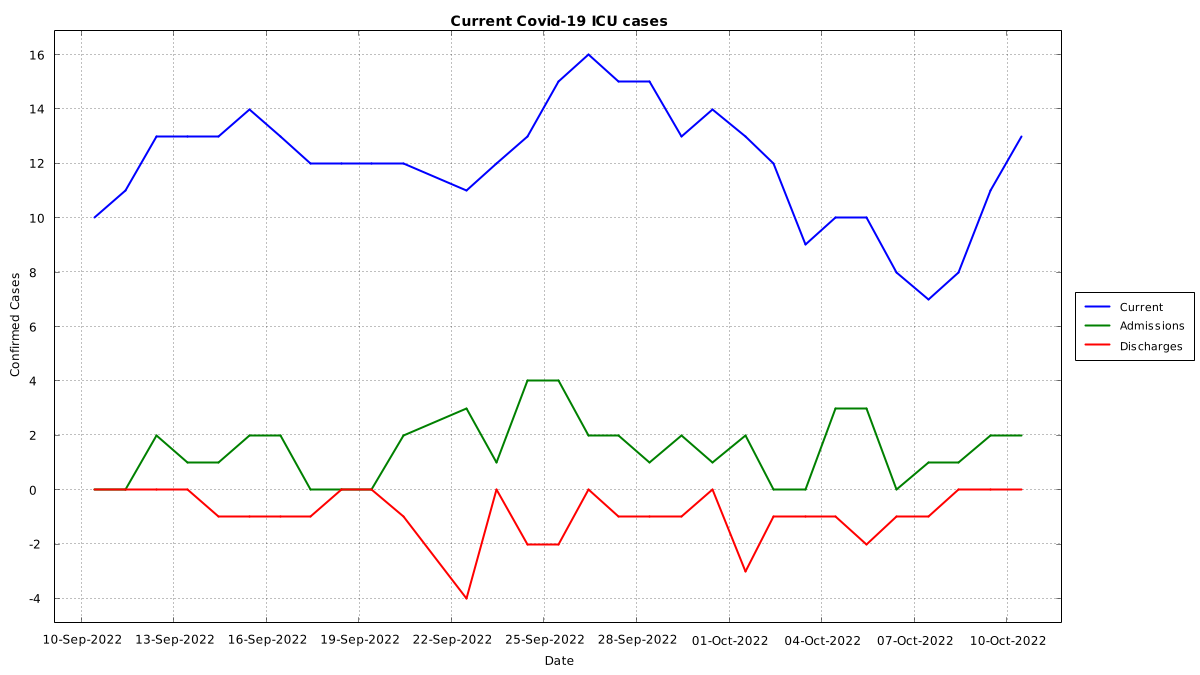 Current Covid-19 ICU cases
16
14
12
10
8
6
4
2
0
-2
-4
Confirmed Cases
10-Sep-2022 13-Sep-2022 16-Sep-2022 19-Sep-2022 22-Sep-2022 25-Sep-2022 28-Sep-2022 01-Oct-2022 04-Oct-2022 07-Oct-2022 10-Oct-2022
Date
Current
Admissions
Discharges